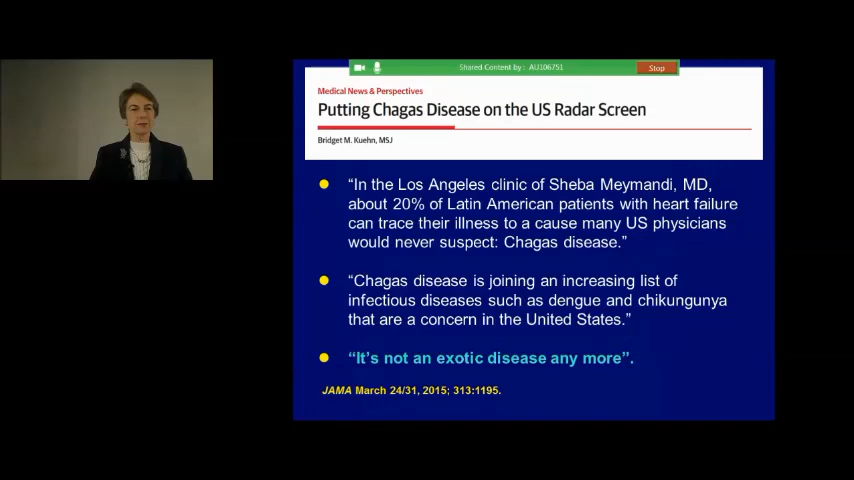 Shared Content by: AU106751
Stop
Medical News & Perspectives
Putting Chagas Disease on the US Radar Screen
Bridget M. Kuehn, MSJ
“In the Los Angeles clinic of Sheba Meymandi, MD,
about 20% of Latin American patients with heart failure
can trace their illness to a cause many US physicians
would never suspect: Chagas disease.”
“Chagas disease is joining an increasing list of
infectious diseases such as dengue and chikungunya
that are a concern in the United States.”
“It’s not an exotic disease any more”.
JAMA March 24/31, 2015; 313:1195.